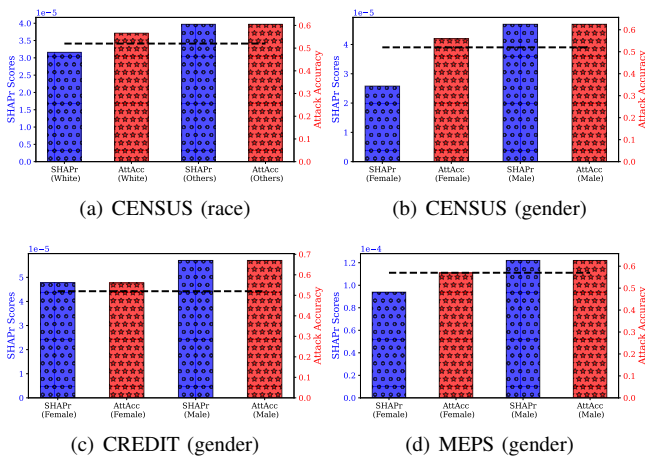 4.0
3.5
3.0
2.5
2.0
1.5
1.0
0.5
0.0
SHAPr Scores
0.6
0.5
0.4
0.3
0.2
0.1
0.0
Attack Accuracy
SHAPr
(White)
AttAcc
(White)
SHAPr
(Others)
AttAcc
(Others)
(a) CENSUS (race)
1e−5
4
3
2
1
0
SHAPr Scores
0.6
0.5
0.4
0.3
0.2
0.1
0.0
Attack Accuracy
SHAPr
(Female)
AttAcc
(Female)
SHAPr
(Male)
AttAcc
(Male)
(b) CENSUS (gender)
1e−5
5
4
3
2
1
0
SHAPr Scores
0.7
0.6
0.5
0.4
0.3
0.2
0.1
0.0
Attack Accuracy
SHAPr
(Female)
AttAcc
(Female)
SHAPr
(Male)
AttAcc
(Male)
(c) CREDIT (gender)
1e−4
1.2
1.0
0.8
0.6
0.4
0.2
0.0
SHAPr Scores
0.6
0.5
0.4
0.3
0.2
0.1
0.0
Attack Accuracy
SHAPr
(Female)
AttAcc
(Female)
SHAPr
(Male)
AttAcc
(Male)
(d) MEPS (gender)